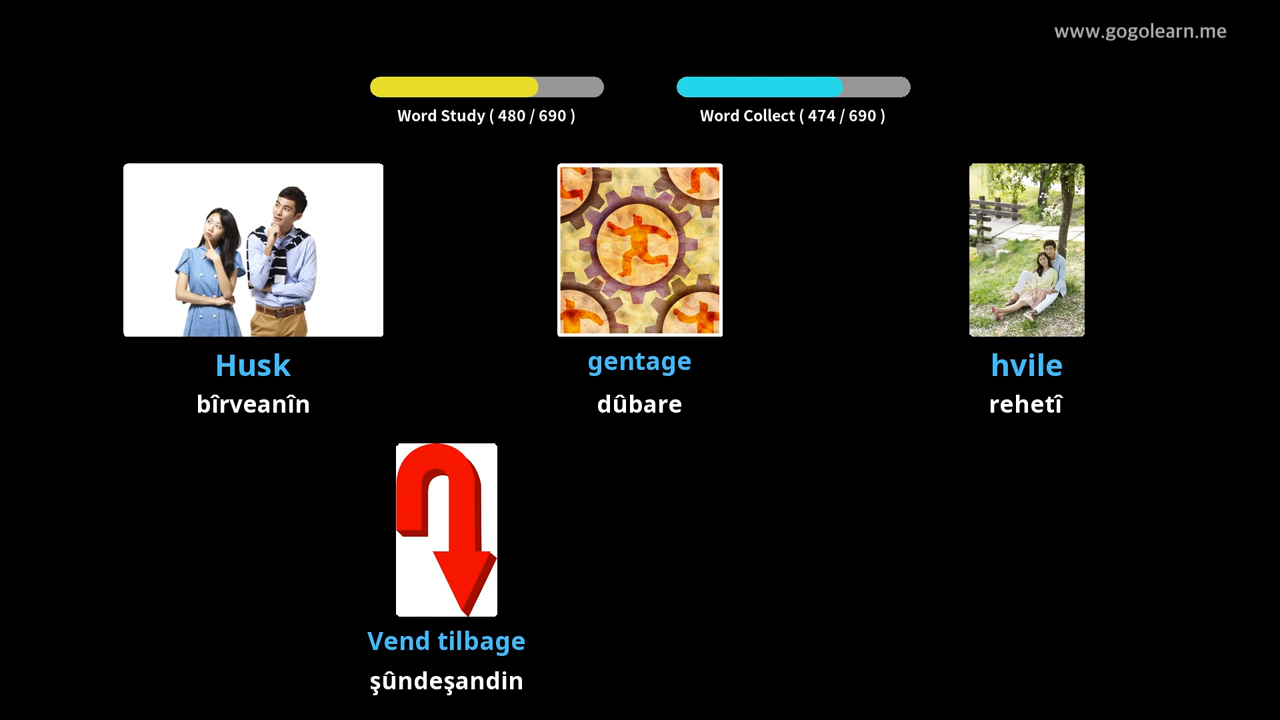 www.gogolearn.me
Word Study ( 480 / 690 )
Word Collect ( 474 / 690 )
Husk
bîrveanîn
gentage
dûbare
hvile
rehetî
Vend tilbage
şûndeşandin